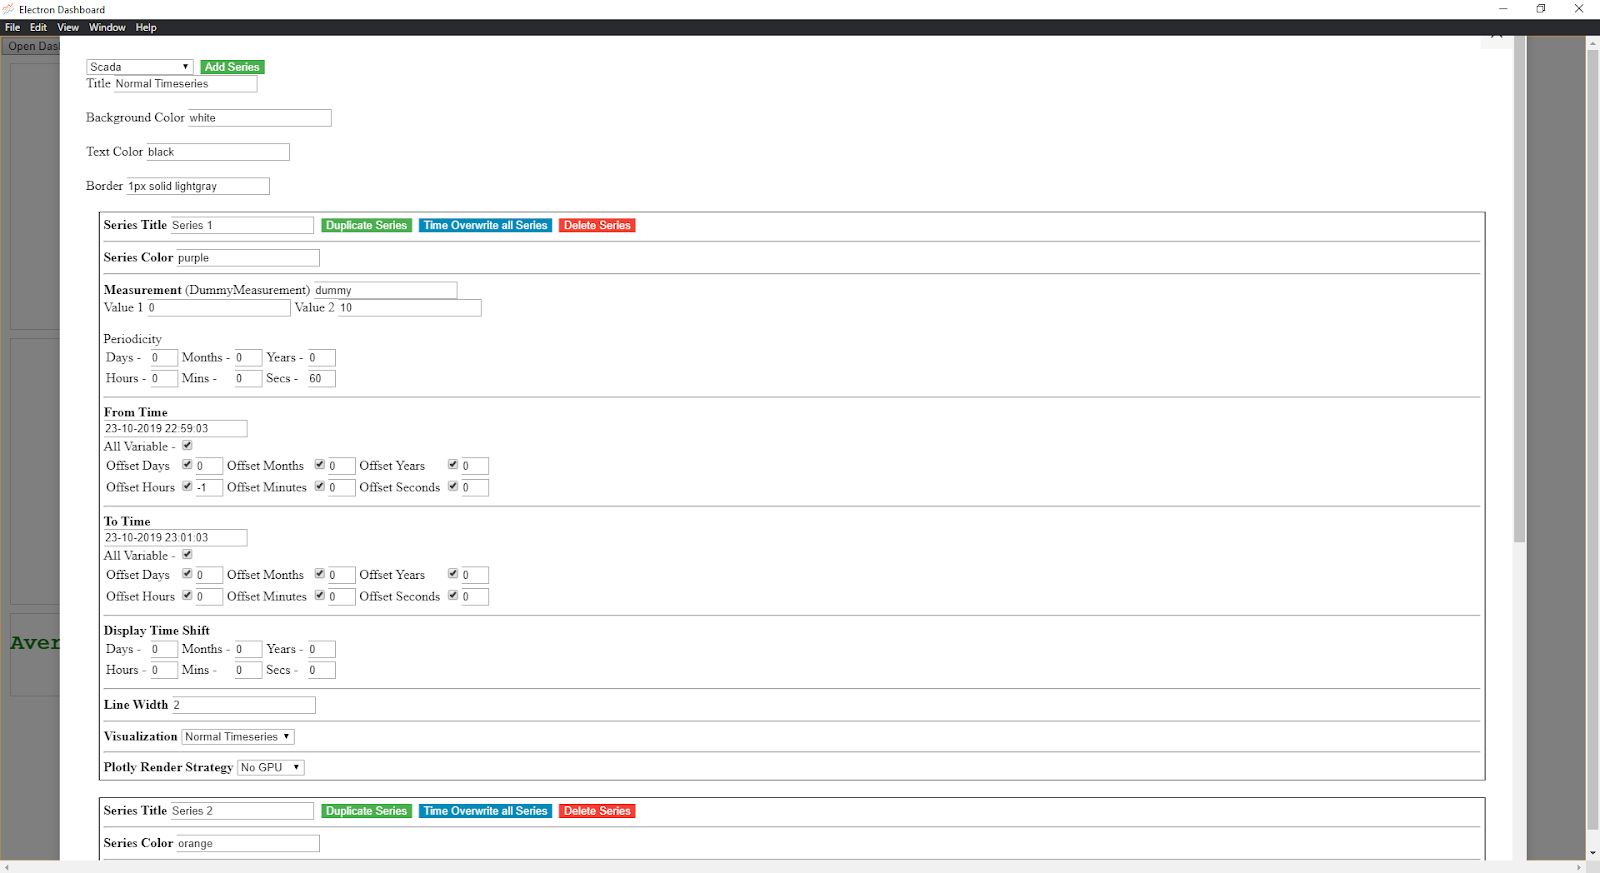 Electron Dashboard
File Edit View Window Help
Open Das
Scada Add Series
Title Normal Timeseries
Background Color white
Text Color black
Border 1px solid lightgray
Series Title Series 1 Duplicate Series Time Overwrite all Series Delete Series
Series Color purple
Measurement (DummyMeasurement) dummy
Value 1 0 Value 2 10
Periodicity
Days - 0 Months - 0 Years - 0
Hours - 0 Mins - 0 Secs - 60
From Time
23-10-2019 22:59:03
All Variable -
Offset Days 0 Offset Months 0 Offset Years 0
Offset Hours -1 Offset Minutes 0 Offset Seconds 0
To Time
23-10-2019 23:01:03
All Variable -
Offset Days 0 Offset Months 0 Offset Years 0
Offset Hours 0 Offset Minutes 0 Offset Seconds 0
Display Time Shift
Aver
Days - 0 Months - 0 Years - 0
Hours - 0 Mins - 0 Secs - 0
Line Width 2
Visualization Normal Timeseries
Plotly Render Strategy No GPU
Series Title Series 2 Duplicate Series Time Overwrite all Series Delete Series
Series Color orange